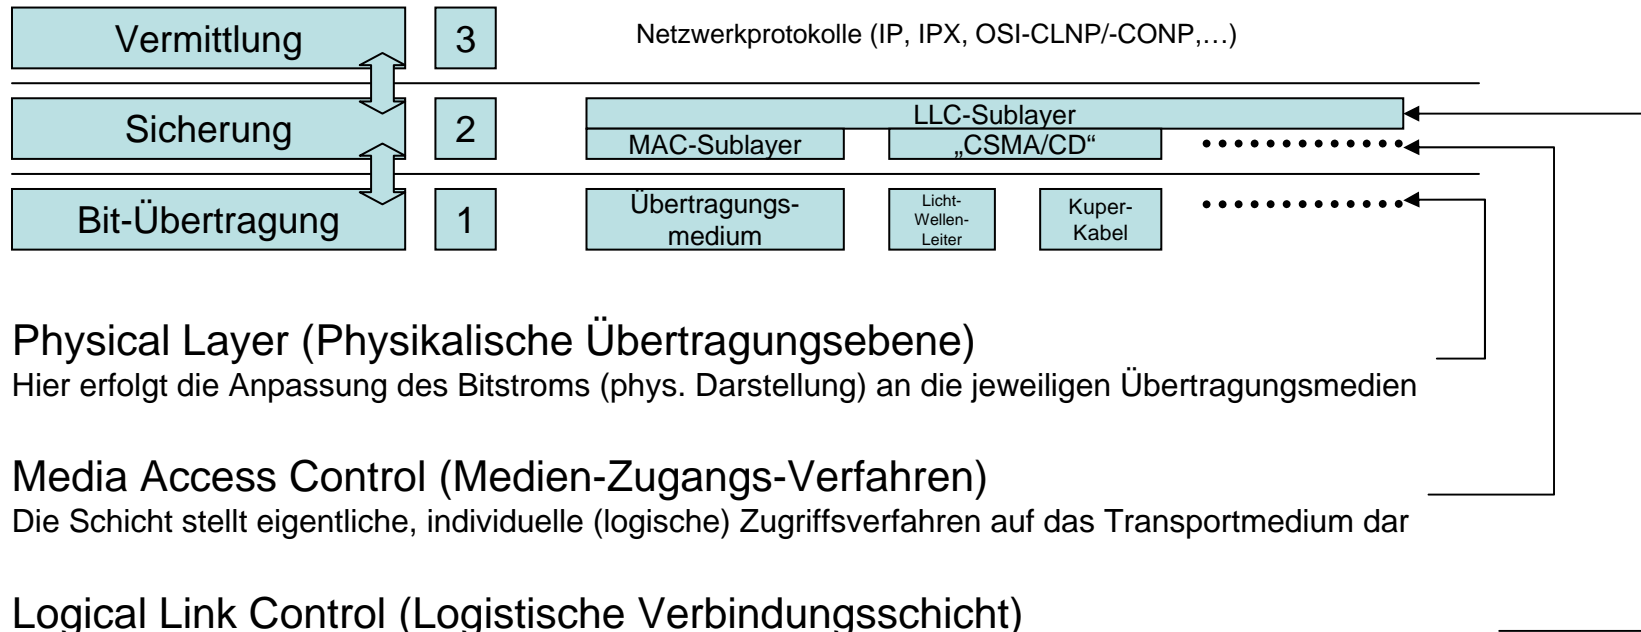 Vermittlung 3 Netzwerkprotokolle (IP, IPX, OSI-CLNP/-CONP,…)
Sicherung 2 LLC-Sublayer
MAC-Sublayer „CSMA/CD“
Bit-Übertragung 1
Übertragungs-
medium
Licht-
Wellen-
Leiter
Kuper-
Kabel
Physical Layer (Physikalische Übertragungsebene)
Hier erfolgt die Anpassung des Bitstroms (phys. Darstellung) an die jeweiligen Übertragungsmedien
Media Access Control (Medien-Zugangs-Verfahren)
Die Schicht stellt eigentliche, individuelle (logische) Zugriffsverfahren auf das Transportmedium dar
Logical Link Control (Logistische Verbindungsschicht)